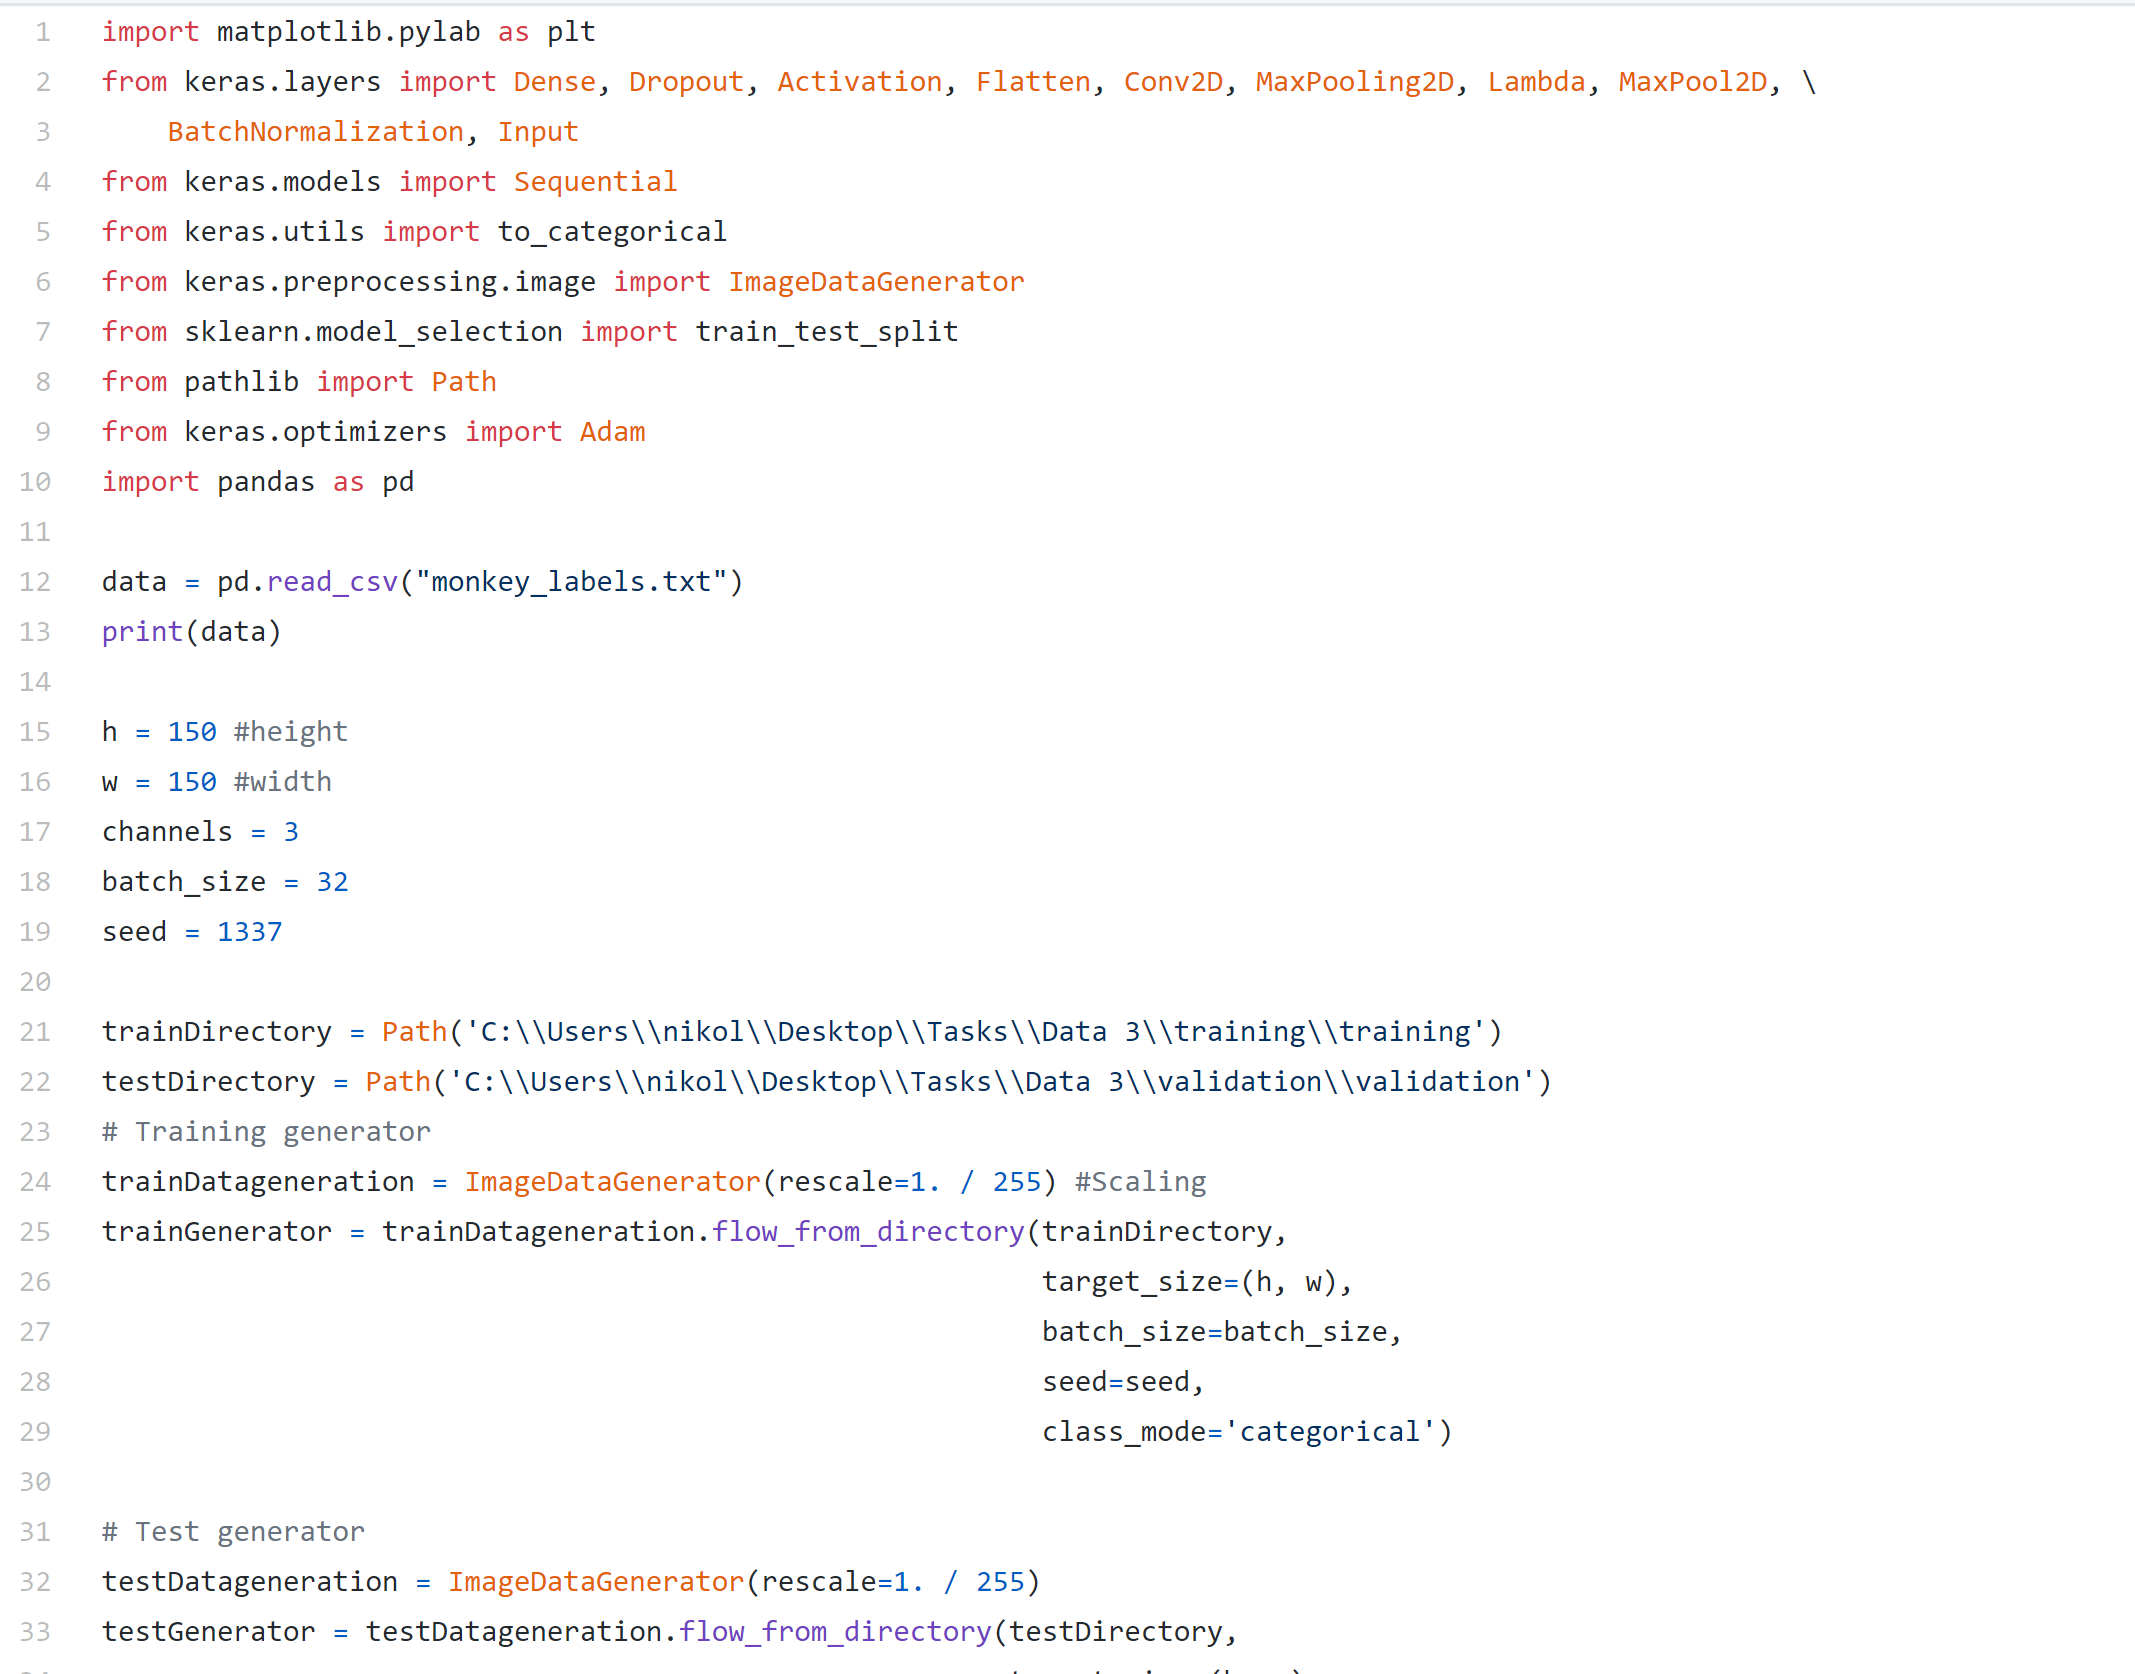 1 import matplotlib.pylab as plt
2 from keras.layers import Dense, Dropout, Activation, Flatten, Conv2D, MaxPooling2D, Lambda, MaxPool2D, \
3     BatchNormalization, Input
4 from keras.models import Sequential
5 from keras.utils import to_categorical
6 from keras.preprocessing.image import ImageDataGenerator
7 from sklearn.model_selection import train_test_split
8 from pathlib import Path
9 from keras.optimizers import Adam
10 import pandas as pd
11
12 data = pd.read_csv("monkey_labels.txt")
13 print(data)
14
15 h = 150 #height
16 w = 150 #width
17 channels = 3
18 batch_size = 32
19 seed = 1337
20
21 trainDirectory = Path('C:\\Users\\nikol\\Desktop\\Tasks\\Data 3\\training\\training')
22 testDirectory = Path('C:\\Users\\nikol\\Desktop\\Tasks\\Data 3\\validation\\validation')
23 # Training generator
24 trainDatageneration = ImageDataGenerator(rescale=1. / 255) #Scaling
25 trainGenerator = trainDatageneration.flow_from_directory(trainDirectory,
26                                                          target_size=(h, w),
27                                                          batch_size=batch_size,
28                                                          seed=seed,
29                                                          class_mode='categorical')
30
31 # Test generator
32 testDatageneration = ImageDataGenerator(rescale=1. / 255)
33 testGenerator = testDatageneration.flow_from_directory(testDirectory,